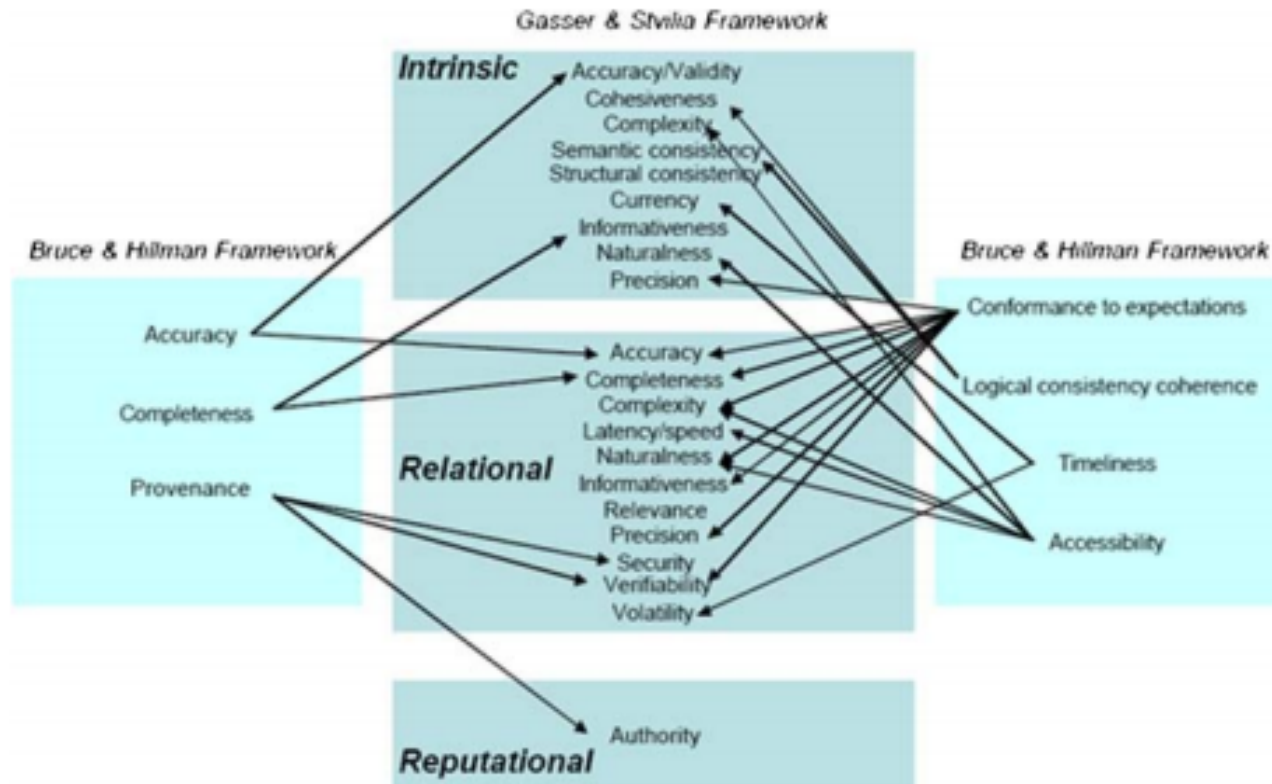 Gasser & Stvilia Framework
Intrinsic
Accuracy/Validity
Cohesiveness
Complexity
Semantic consistency
Structural consistency
Currency
Informativeness
Naturalness
Precision
Bruce & Hillman Framework
Accuracy
Completeness
Provenance
Relational
Accuracy
Completeness
Complexity
Latency/speed
Naturalness
Informativeness
Relevance
Precision
Security
Verifiability
Volatility
Bruce & Hillman Framework
Conformance to expectations
Logical consistency coherence
Timeliness
Accessibility
Reputational
Authority